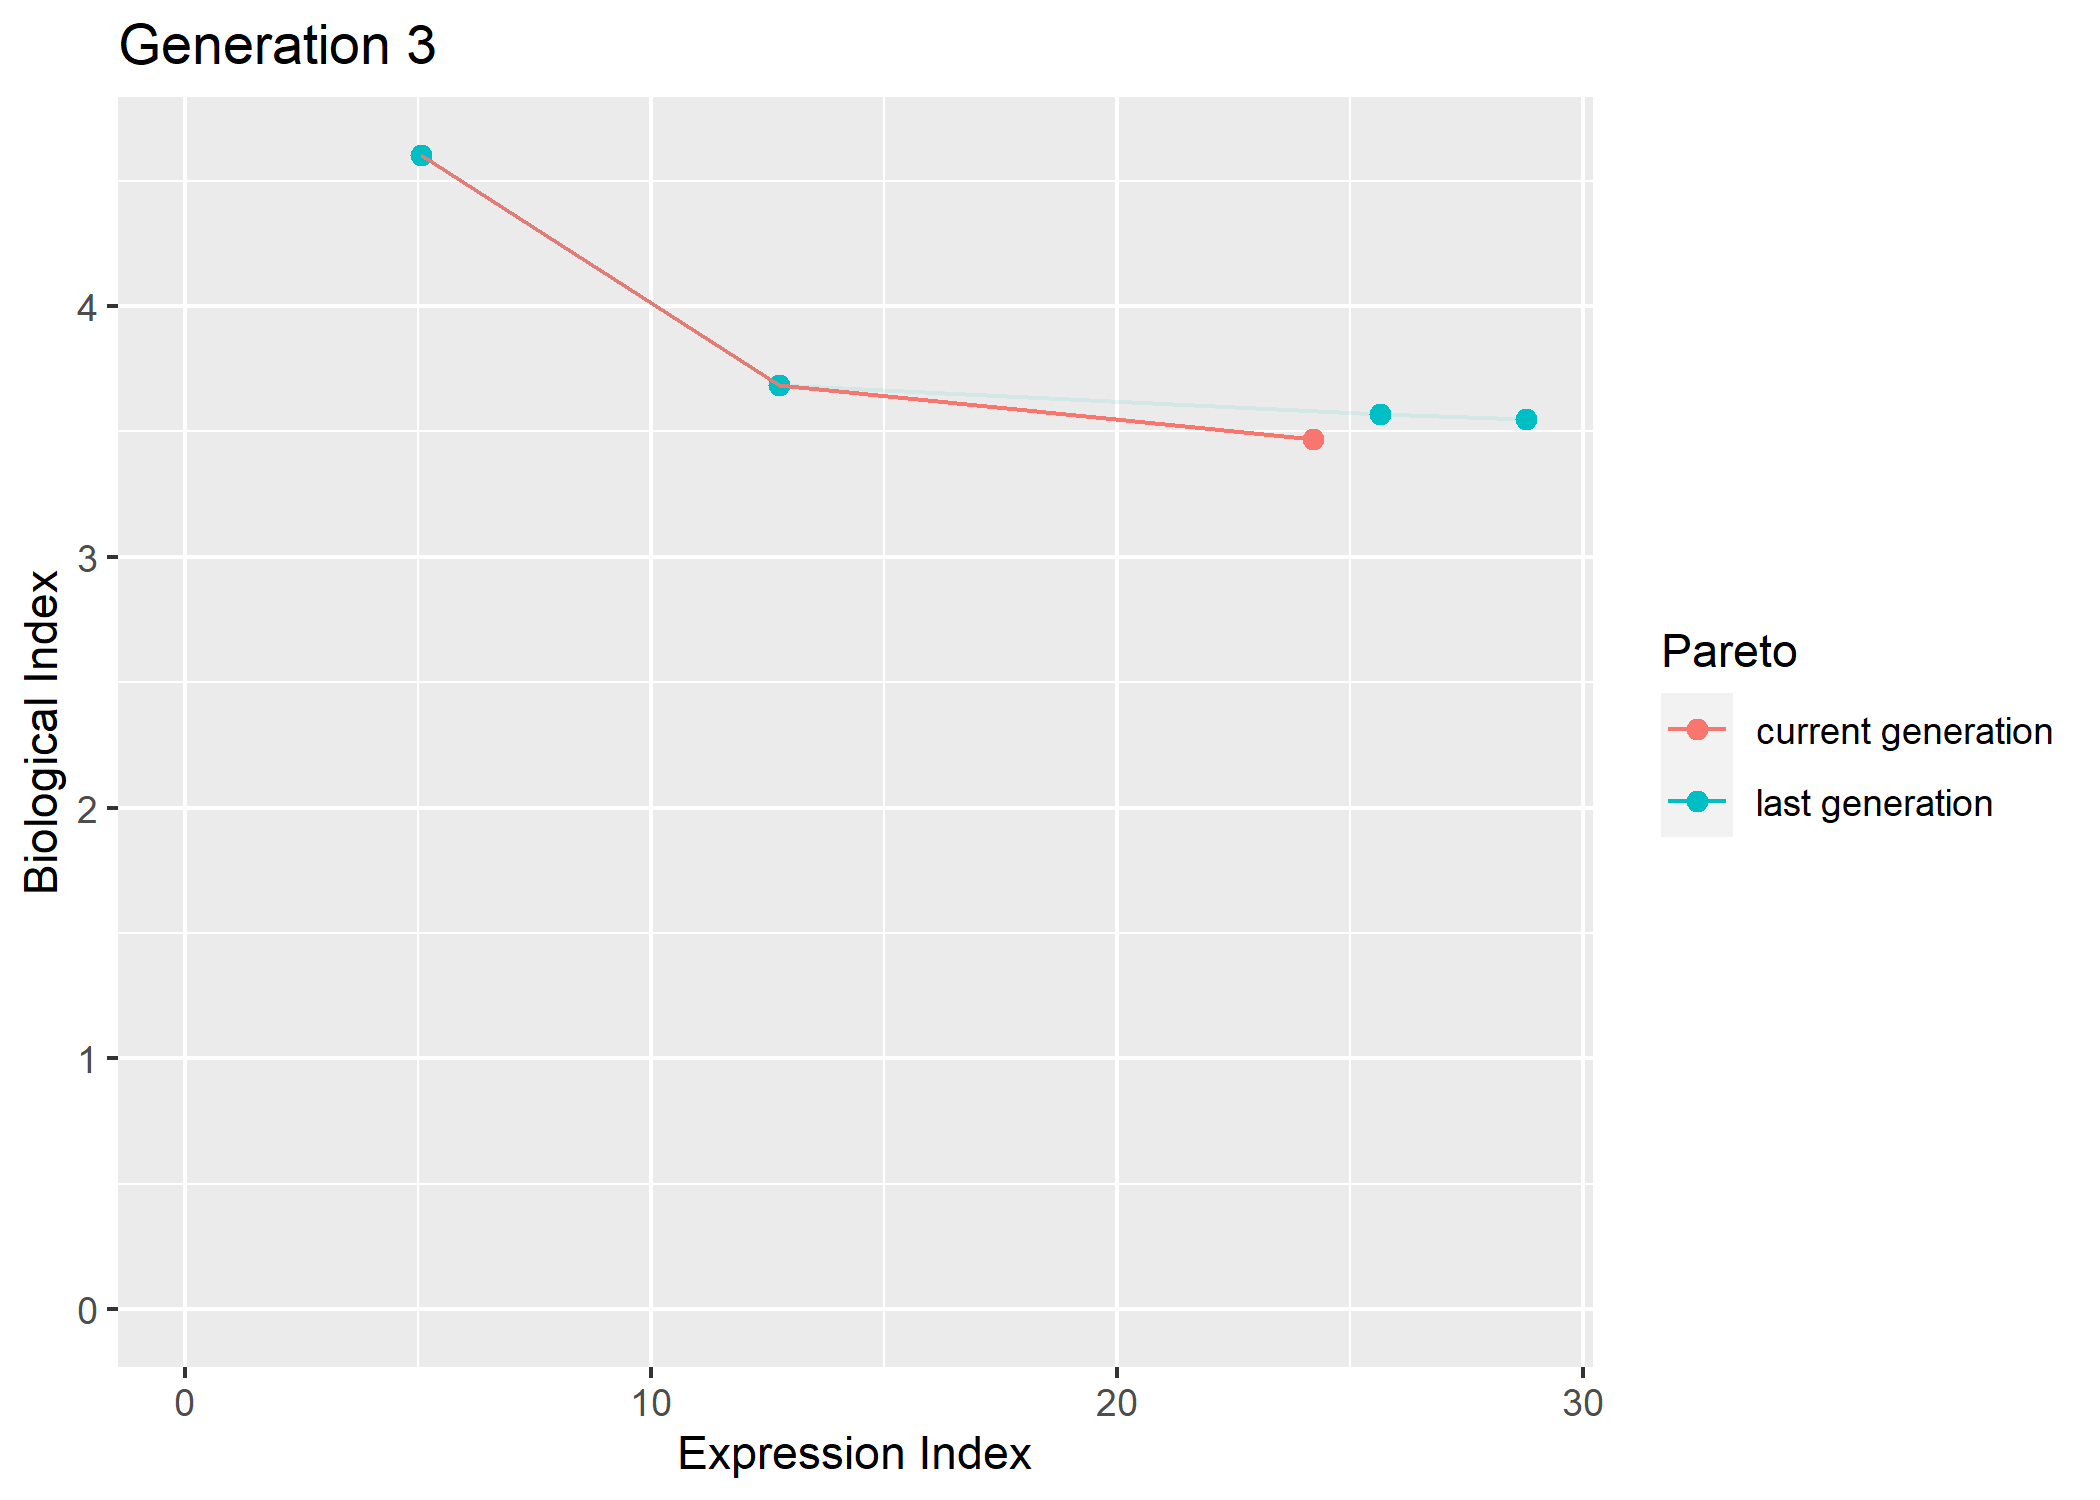 Generation 3
Biological Index
4
3
2
1
0
0
10
20
30
Expression Index
Pareto
current generation
last generation